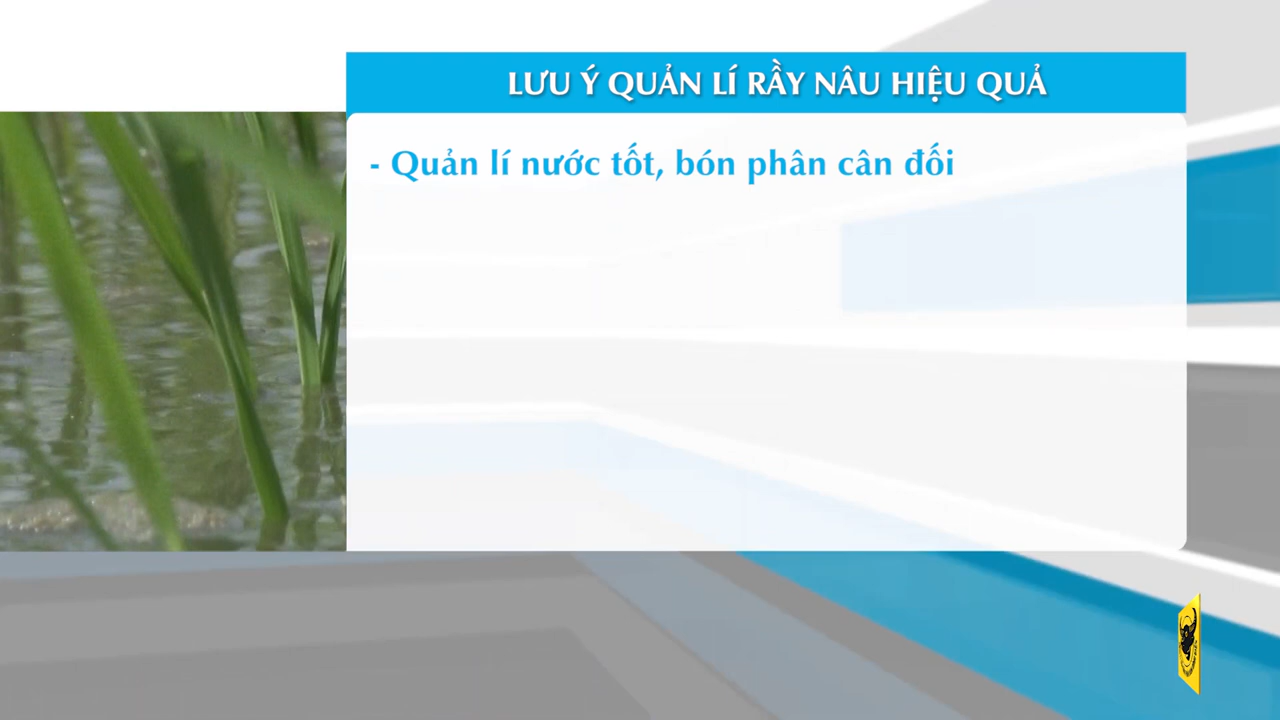 LƯU Ý QUẢN LÍ RẦY NÂU HIỆU QUẢ
- Quản lí nước tốt, bón phân cân đối